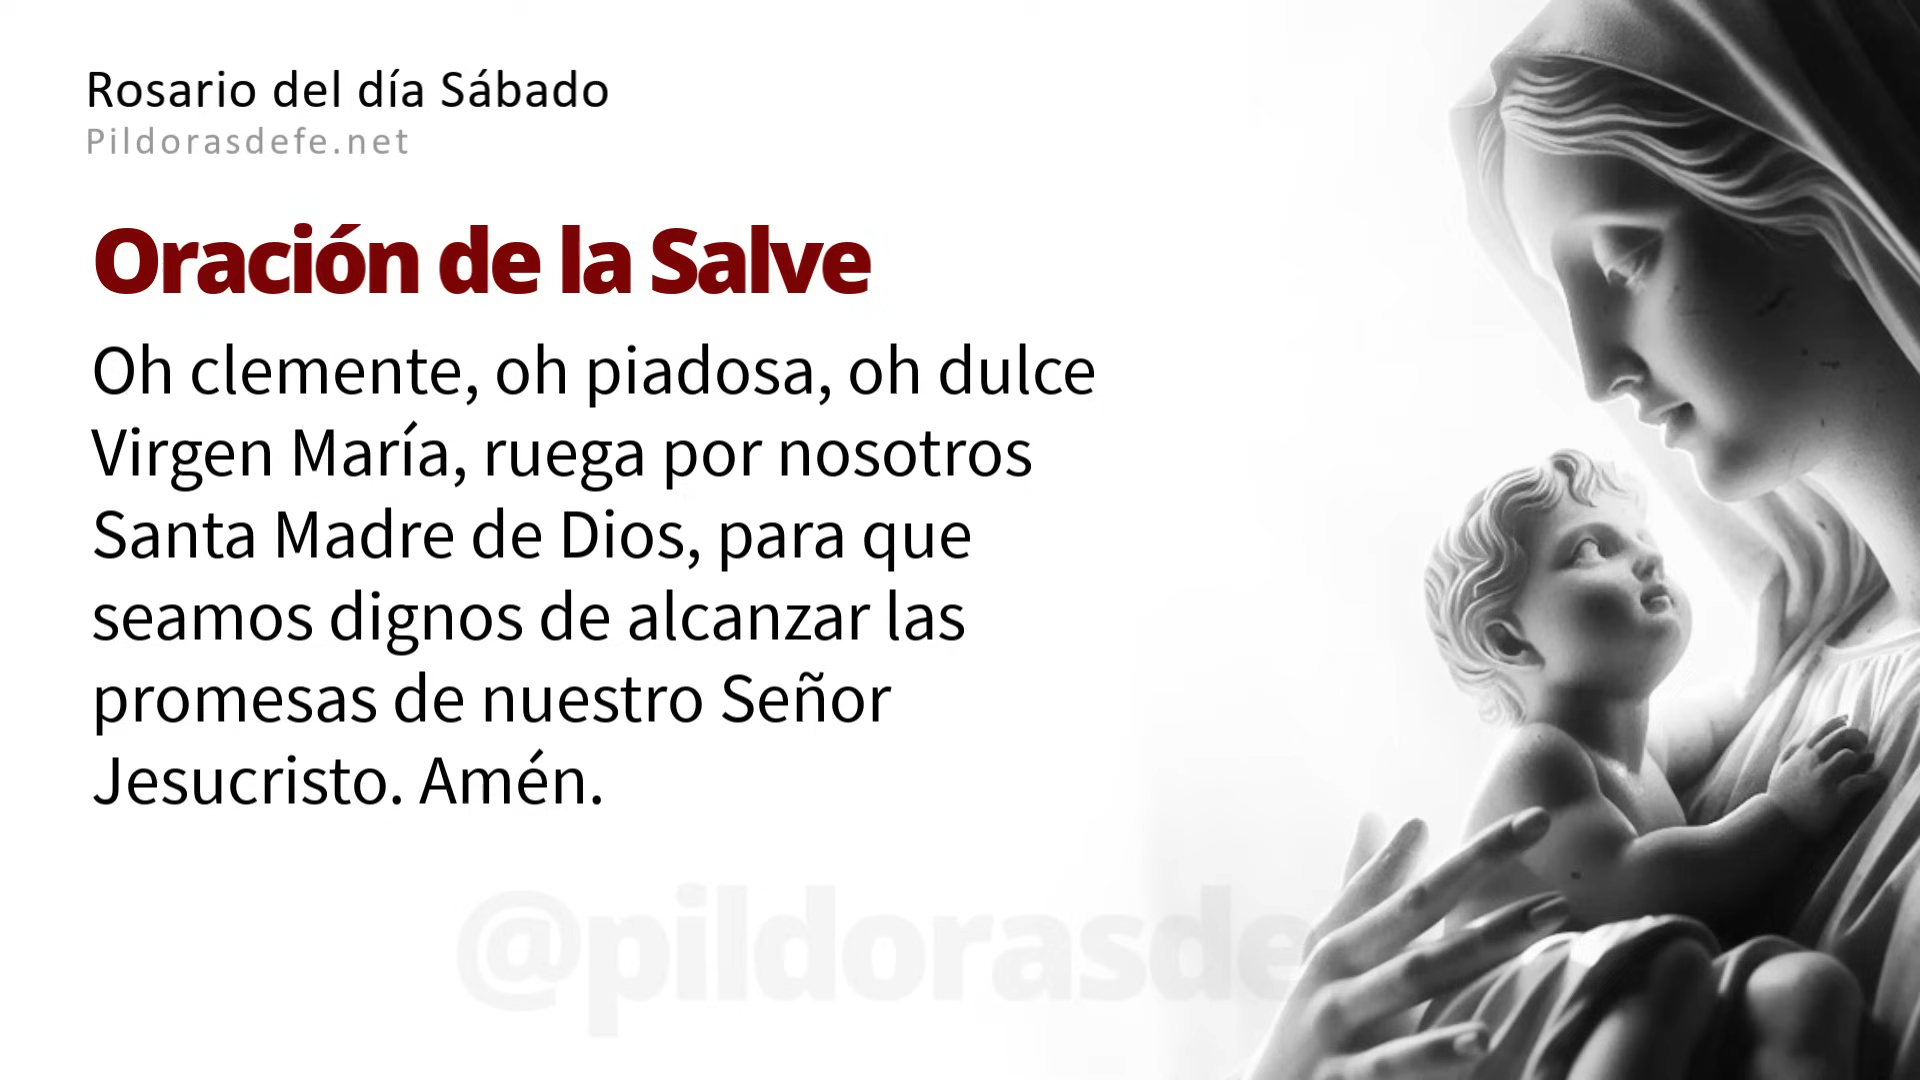 Rosario del día Sábado
Pildorasdefe.net
Oración de la Salve
Oh clemente, oh piadosa, oh dulce
Virgen María, ruega por nosotros
Santa Madre de Dios, para que
seamos dignos de alcanzar las
promesas de nuestro Señor
Jesucristo. Amén.
@pildorasde